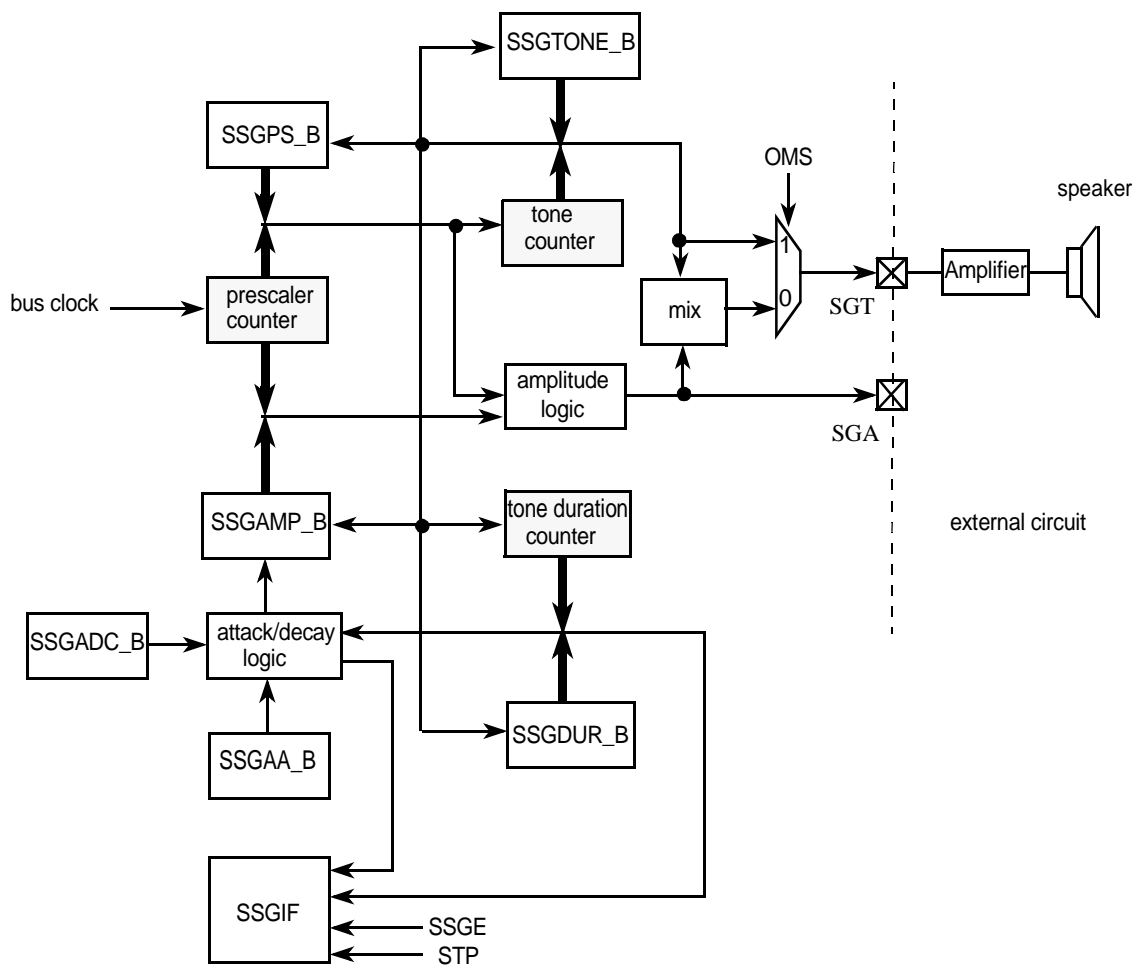 SSGTONE_B
SSGPS_B
OMS
speaker
tone
counter
1
bus clock
prescaler
counter
mix
0
SGT
Amplifier
amplitude
logic
SGA
SSGAMP_B
tone duration
counter
external circuit
SSGADC_B
attack/decay
logic
SSGDUR_B
SSGAA_B
SSGIF
SSGE
STP